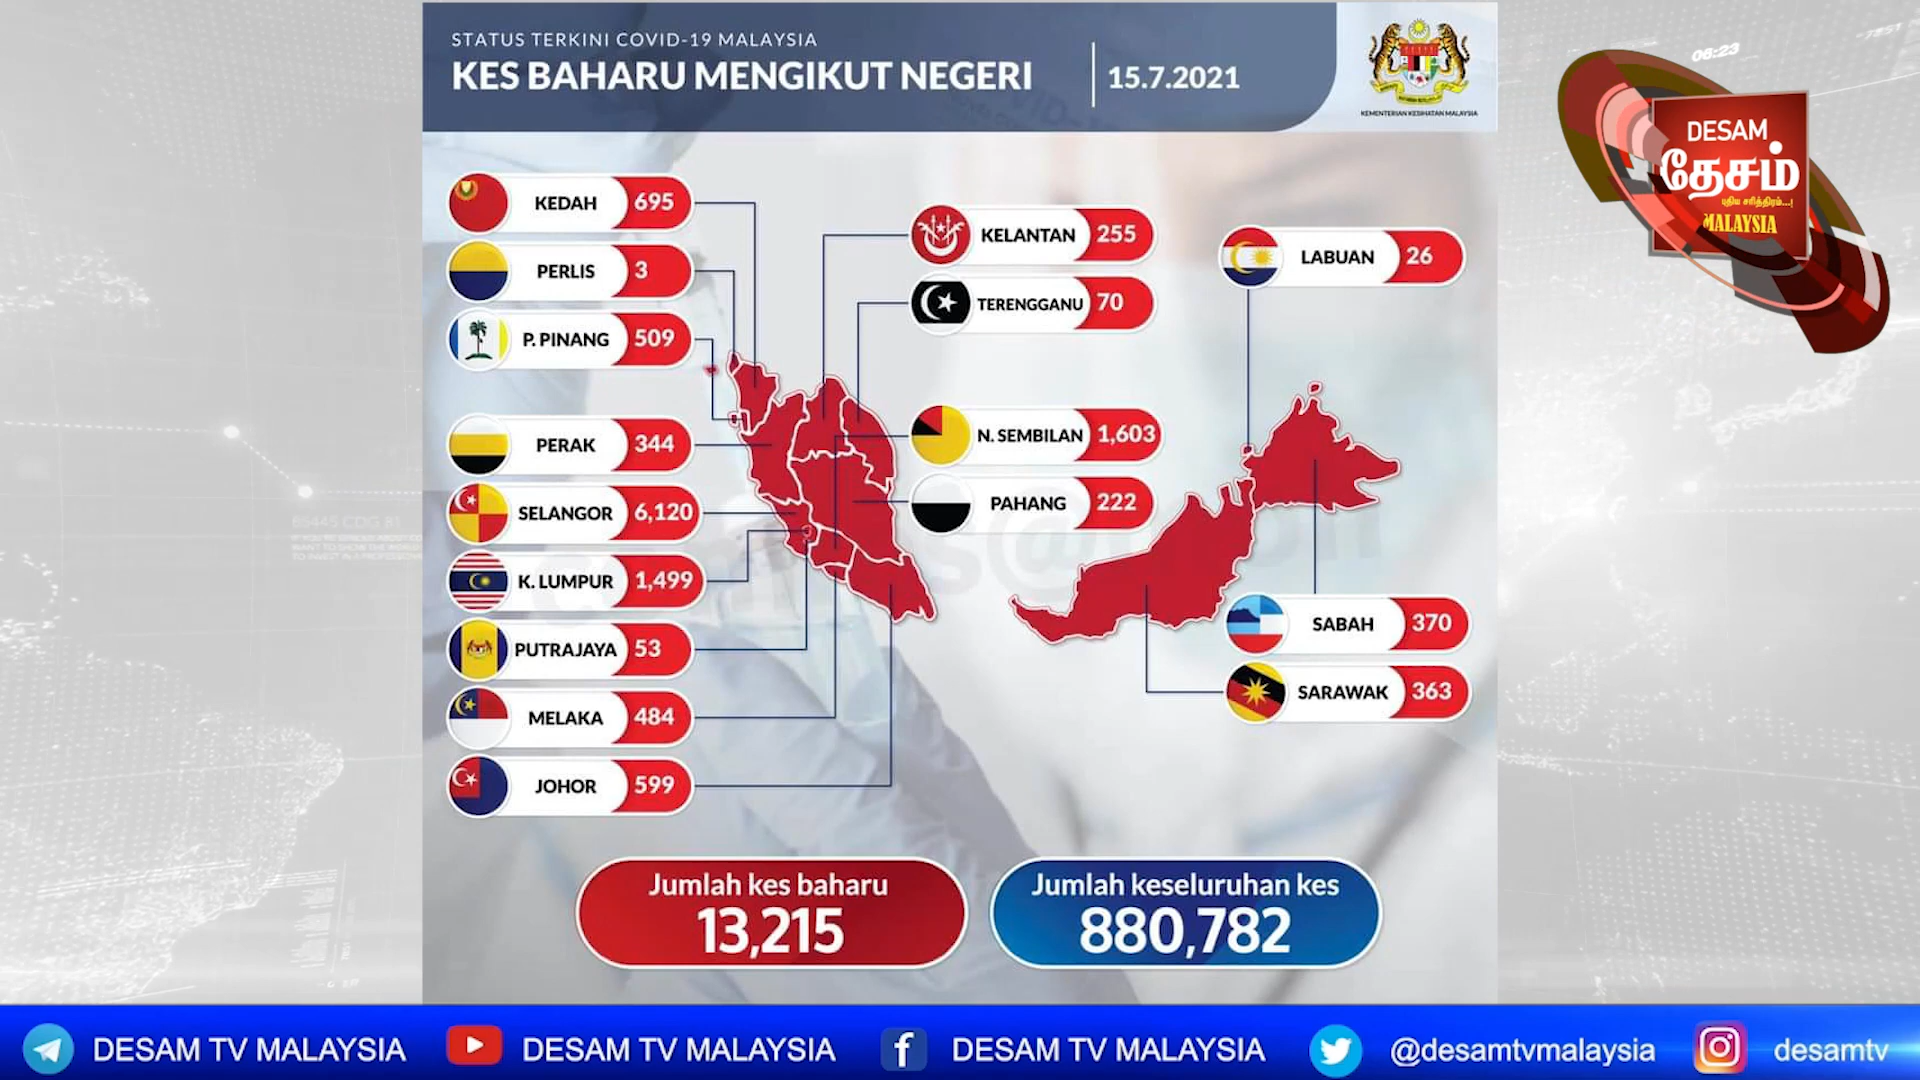 STATUS TERKINI COVID-19 MALAYSIA
KES BAHARU MENGIKUT NEGERI
15.7.2021
KEMENTERIAN KESIHATAN MALAYSIA
06:23
DESAM
தேசம்
புதிய சரித்திரம்...!
MALAYSIA
KEDAH 695
PERLIS 3
P. PINANG 509
PERAK 344
SELANGOR 6,120
K. LUMPUR 1,499
PUTRAJAYA 53
MELAKA 484
JOHOR 599
KELANTAN 255
TERENGGANU 70
N. SEMBILAN 1,603
PAHANG 222
LABUAN 26
SABAH 370
SARAWAK 363
Jumlah kes baharu
13,215
Jumlah keseluruhan kes
880,782
DESAM TV MALAYSIA
DESAM TV MALAYSIA
DESAM TV MALAYSIA
@desamtvmalaysia
desamtv